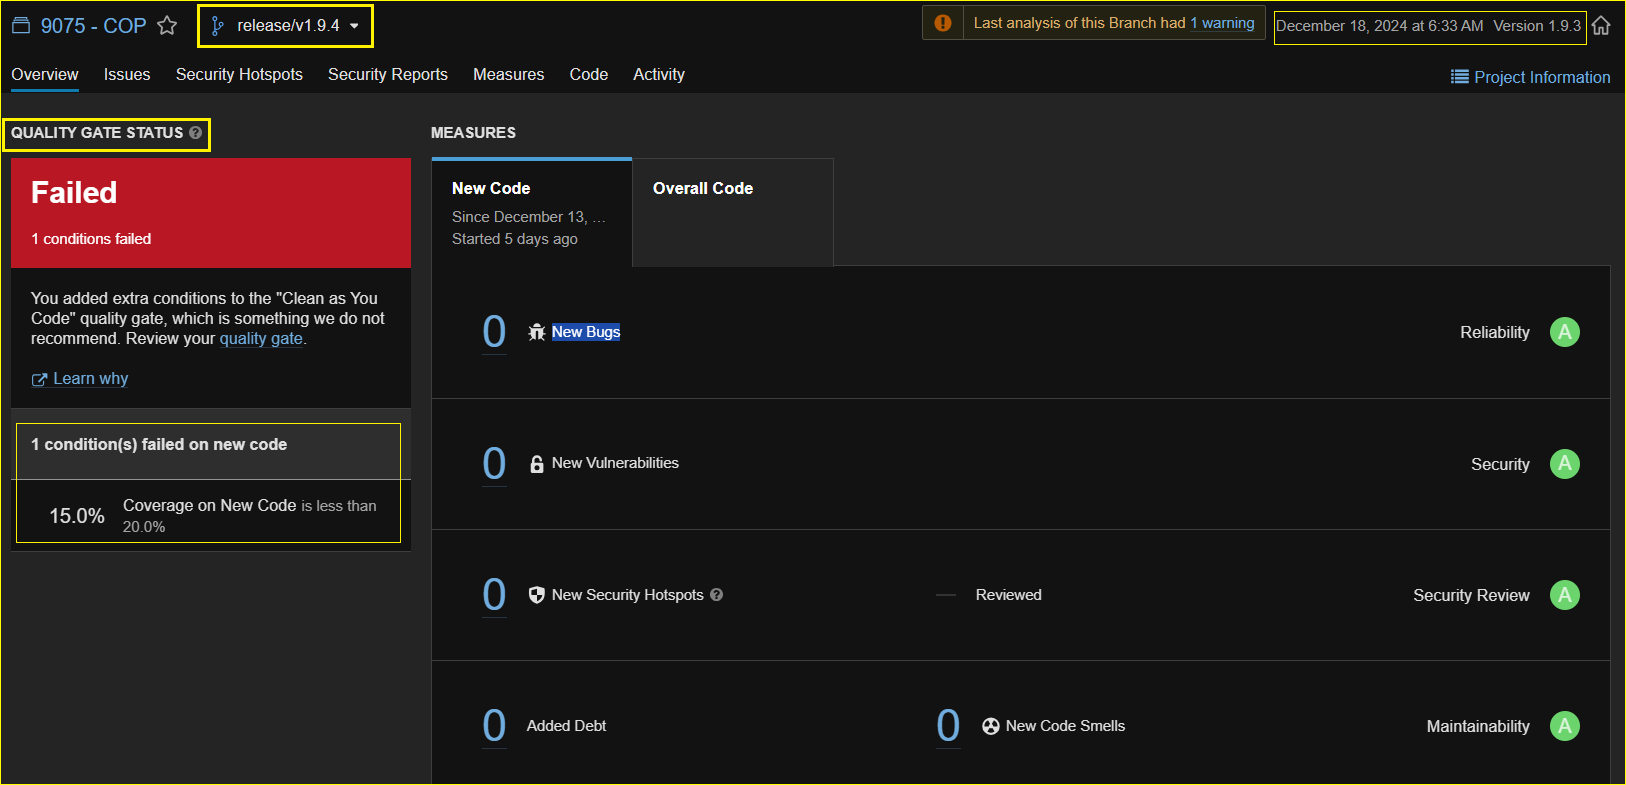 9075 - COP release/v1.9.4 Last analysis of this Branch had 1 warning December 18, 2024 at 6:33 AM Version 1.9.3
Overview Issues Security Hotspots Security Reports Measures Code Activity Project Information
QUALITY GATE STATUS
Failed
1 conditions failed
You added extra conditions to the "Clean as You
Code" quality gate, which is something we do not
recommend. Review your quality gate.
Learn why
1 condition(s) failed on new code
15.0% Coverage on New Code is less than
20.0%
MEASURES
New Code
Since December 13, ...
Started 5 days ago
Overall Code
0 New Bugs Reliability A
0 New Vulnerabilities Security A
0 New Security Hotspots — Reviewed Security Review A
0 Added Debt 0 New Code Smells Maintainability A